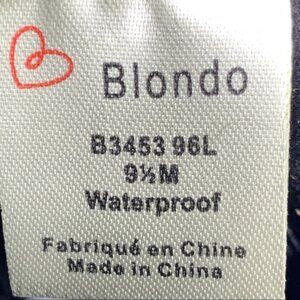 Blondo
B3453 96L
9½M
Waterproof
Fabriqué en Chine
Made in China